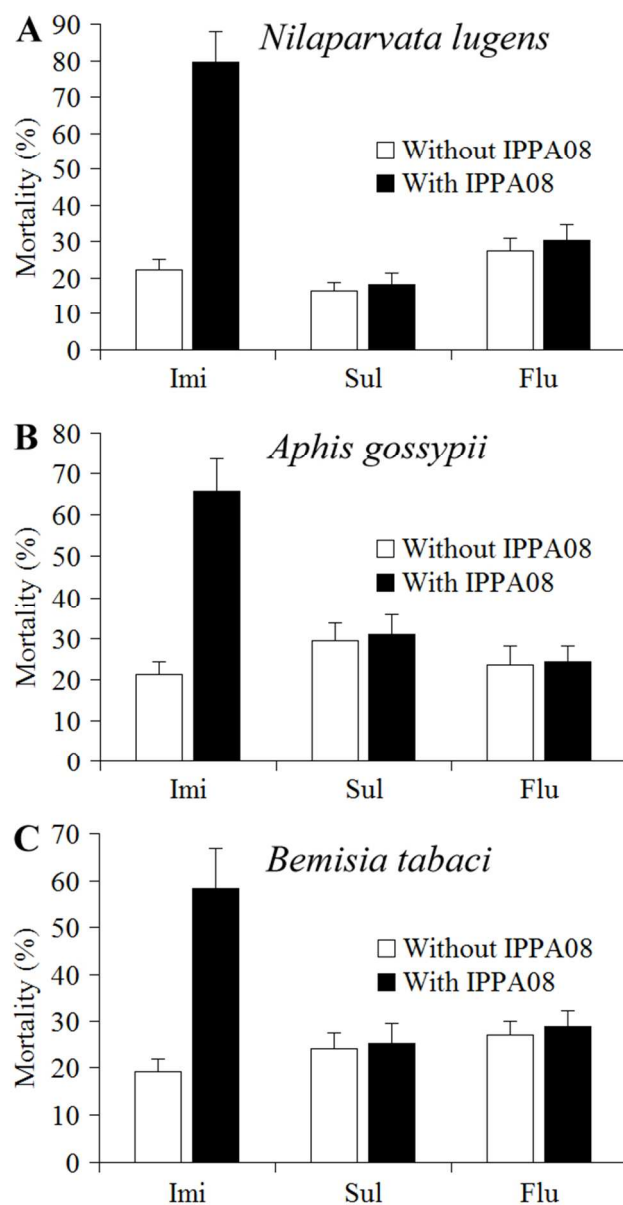 A
Nilaparvata lugens
90
80
70
60
50
40
30
20
10
0
Mortality (%)
Without IPPA08
With IPPA08
Imi Sul Flu
B
Aphis gossypii
80
70
60
50
40
30
20
10
0
Mortality (%)
Without IPPA08
With IPPA08
Imi Sul Flu
C
Bemisia tabaci
70
60
50
40
30
20
10
0
Mortality (%)
Without IPPA08
With IPPA08
Imi Sul Flu